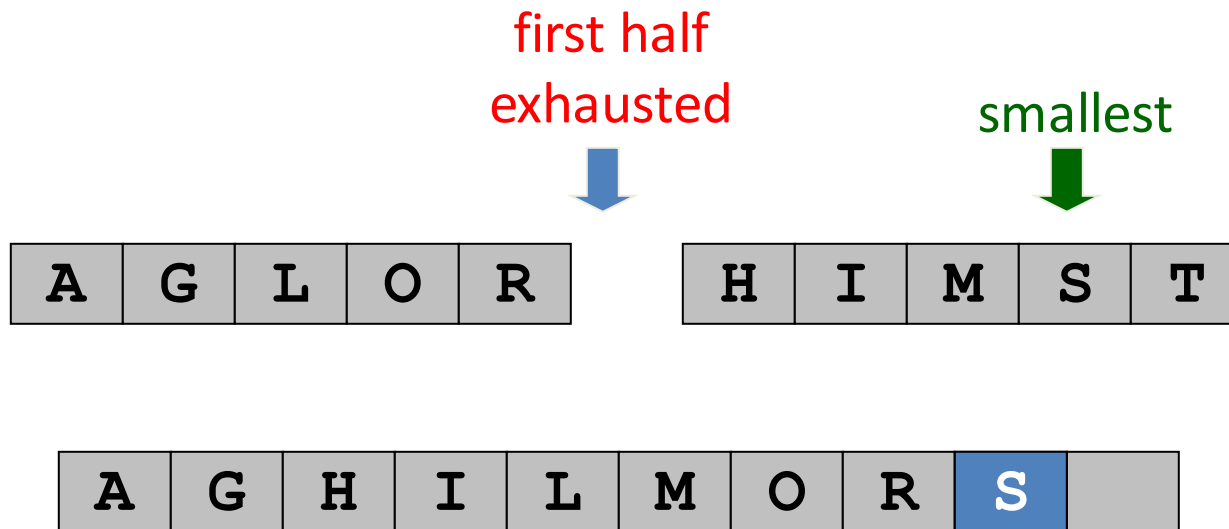 first half
exhausted
smallest
A G L O R
H I M S T
A G H I L M O R S